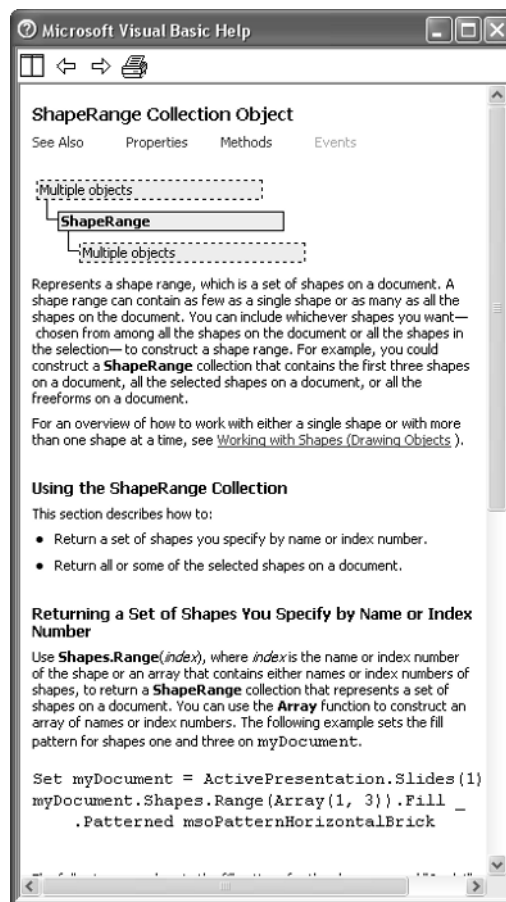 Microsoft Visual Basic Help
ShapeRange Collection Object
See Also Properties Methods Events
Multiple objects
ShapeRange
Multiple objects
Represents a shape range, which is a set of shapes on a document. A
shape range can contain as few as a single shape or as many as all the
shapes on the document. You can include whichever shapes you want—
chosen from among all the shapes on the document or all the shapes in
the selection— to construct a shape range. For example, you could
construct a ShapeRange collection that contains the first three shapes
on a document, all the selected shapes on a document, or all the
freeforms on a document.
For an overview of how to work with either a single shape or with more
than one shape at a time, see Working with Shapes (Drawing Objects ).
Using the ShapeRange Collection
This section describes how to:
• Return a set of shapes you specify by name or index number.
• Return all or some of the selected shapes on a document.
Returning a Set of Shapes You Specify by Name or Index
Number
Use Shapes.Range(index), where index is the name or index number
of the shape or an array that contains either names or index numbers of
shapes, to return a ShapeRange collection that represents a set of
shapes on a document. You can use the Array function to construct an
array of names or index numbers. The following example sets the fill
pattern for shapes one and three on myDocument.
Set myDocument = ActivePresentation.Slides(1)
myDocument.Shapes.Range(Array(1, 3)).Fill _
.Patterned msoPatternHorizontalBrick